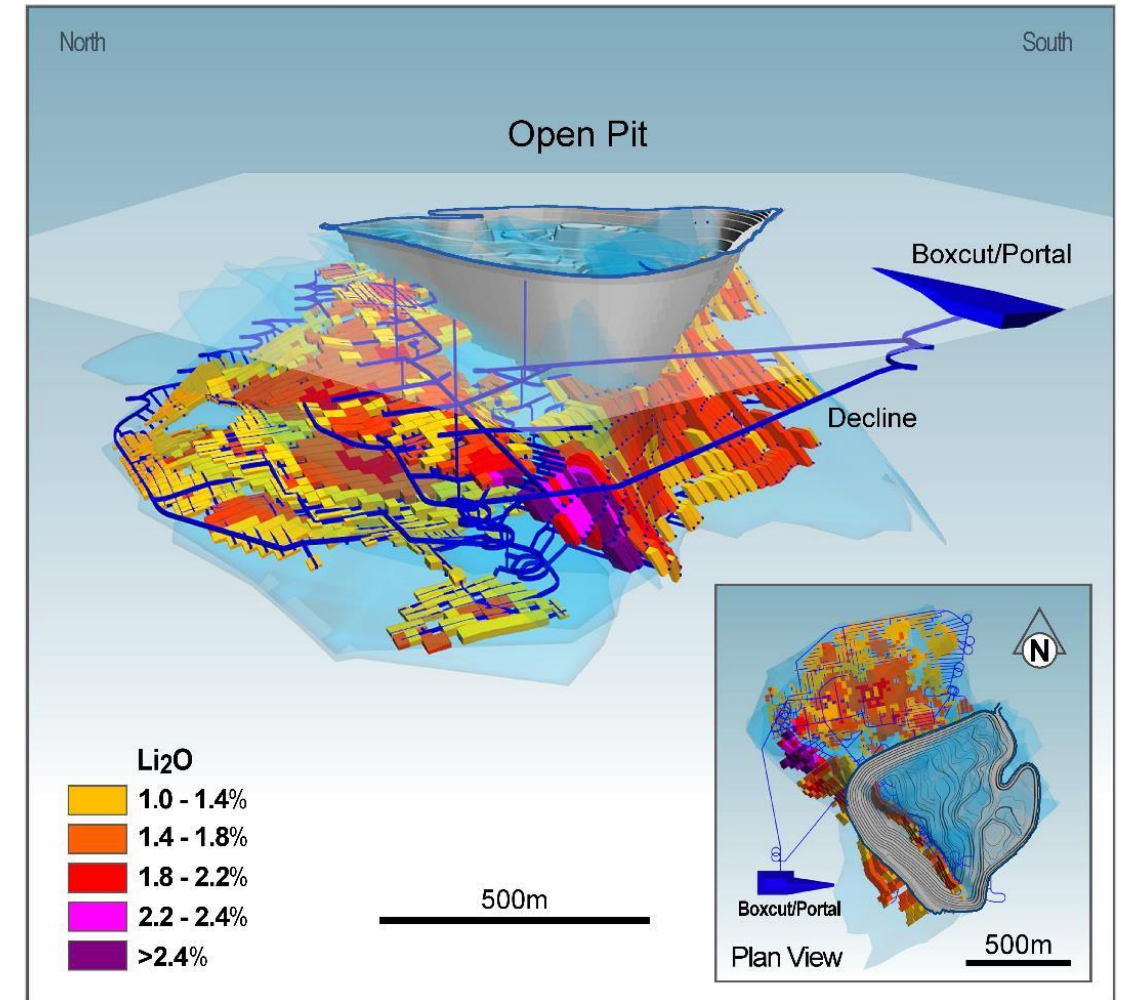 North
South
Open Pit
Boxcut/Portal
Decline
Li2O
1.0 - 1.4%
1.4 - 1.8%
1.8 - 2.2%
2.2 - 2.4%
>2.4%
500m
N
Boxcut/Portal
Plan View
500m